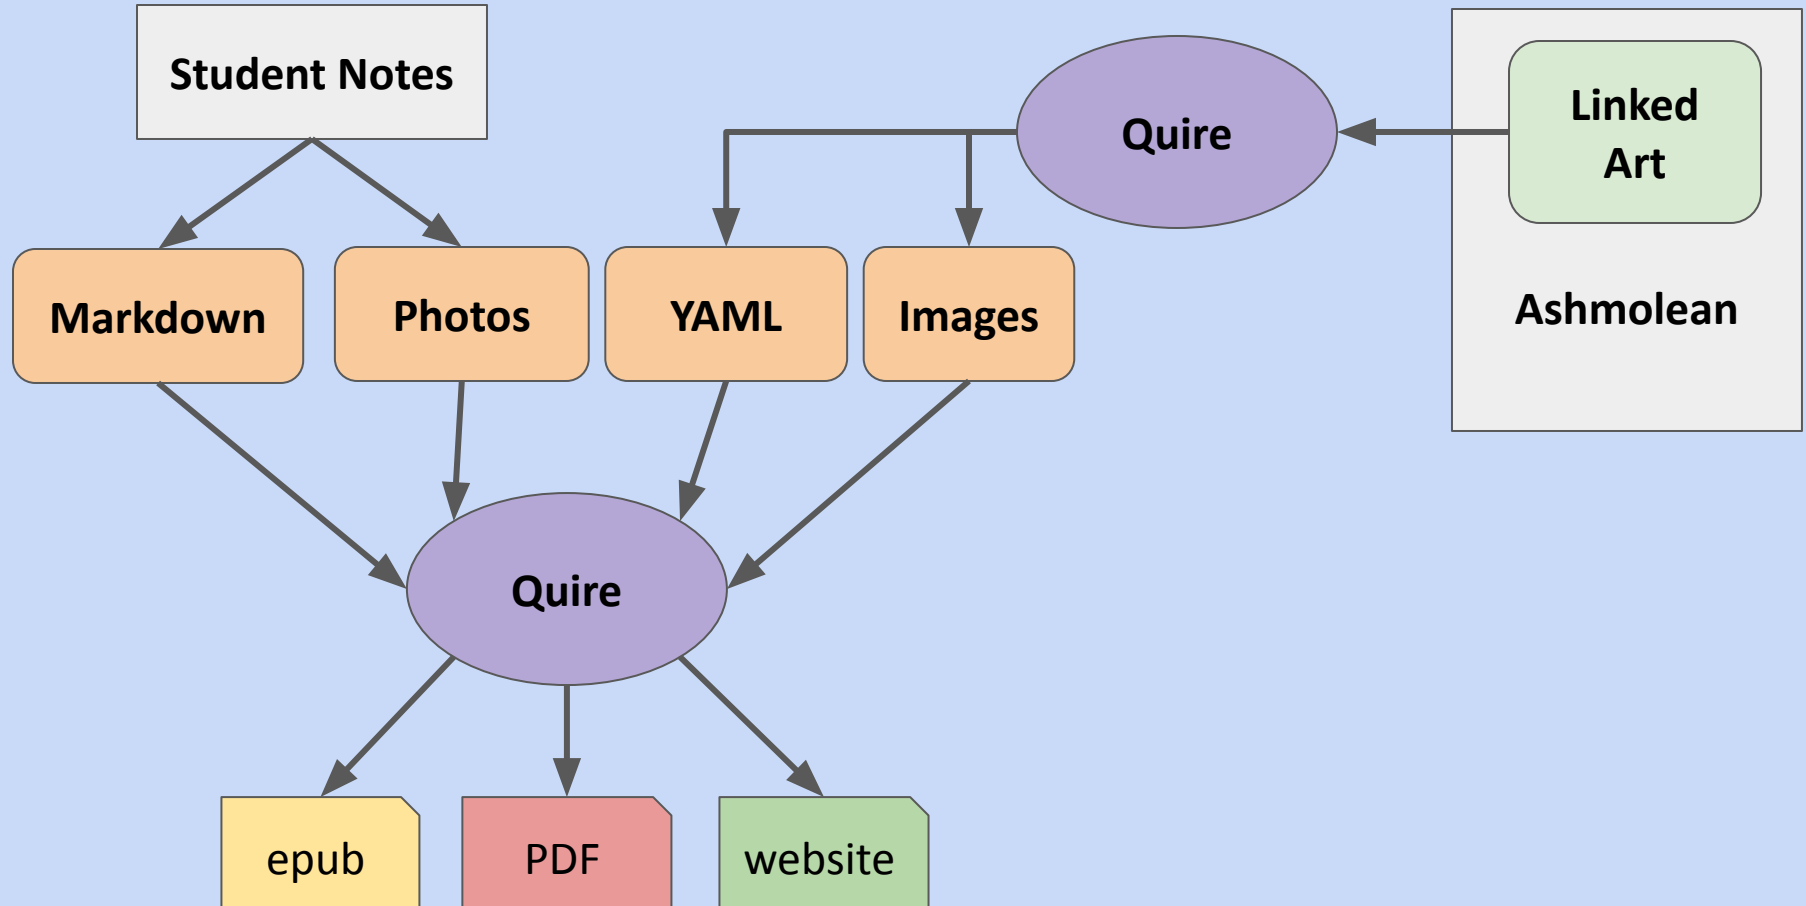 Student Notes
Quire
Linked
Art
Markdown
Photos
YAML
Images
Ashmolean
Quire
epub
PDF
website